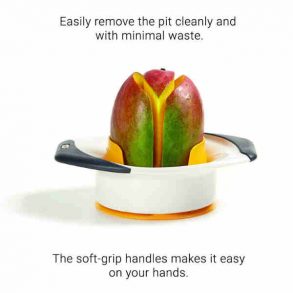 Easily remove the pit cleanly and
with minimal waste.
The soft-grip handles makes it easy
on your hands.